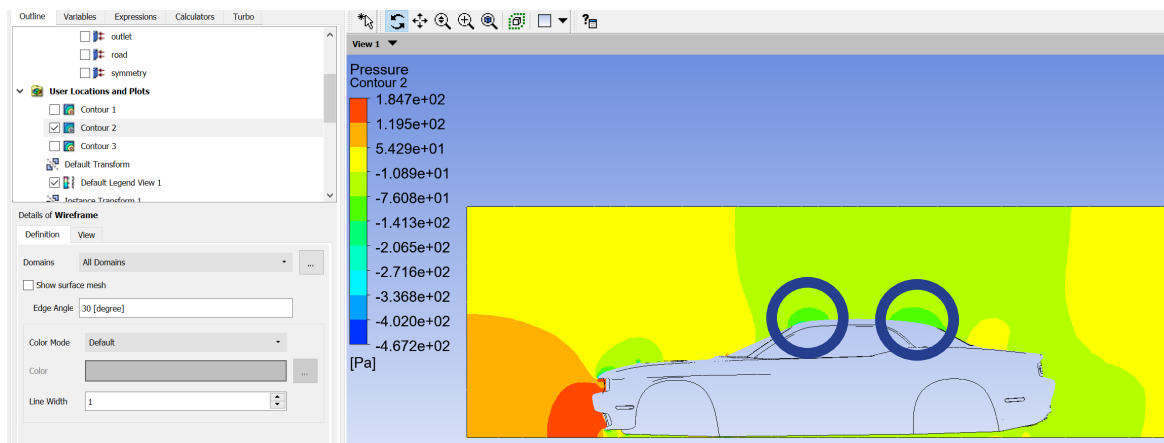 Outline Variables Expressions Calculators Turbo
outlet
road
symmetry
User Locations and Plots
Contour 1
Contour 2
Contour 3
Default Transform
Default Legend View 1
Instance Transform 1
Details of Wireframe
Definition View
Domains All Domains ...
Show surface mesh
Edge Angle 30 [degree]
Color Mode Default
Color ...
Line Width 1
View 1
Pressure
Contour 2
1.847e+02
1.195e+02
5.429e+01
-1.089e+01
-7.608e+01
-1.413e+02
-2.065e+02
-2.716e+02
-3.368e+02
-4.020e+02
-4.672e+02
[Pa]